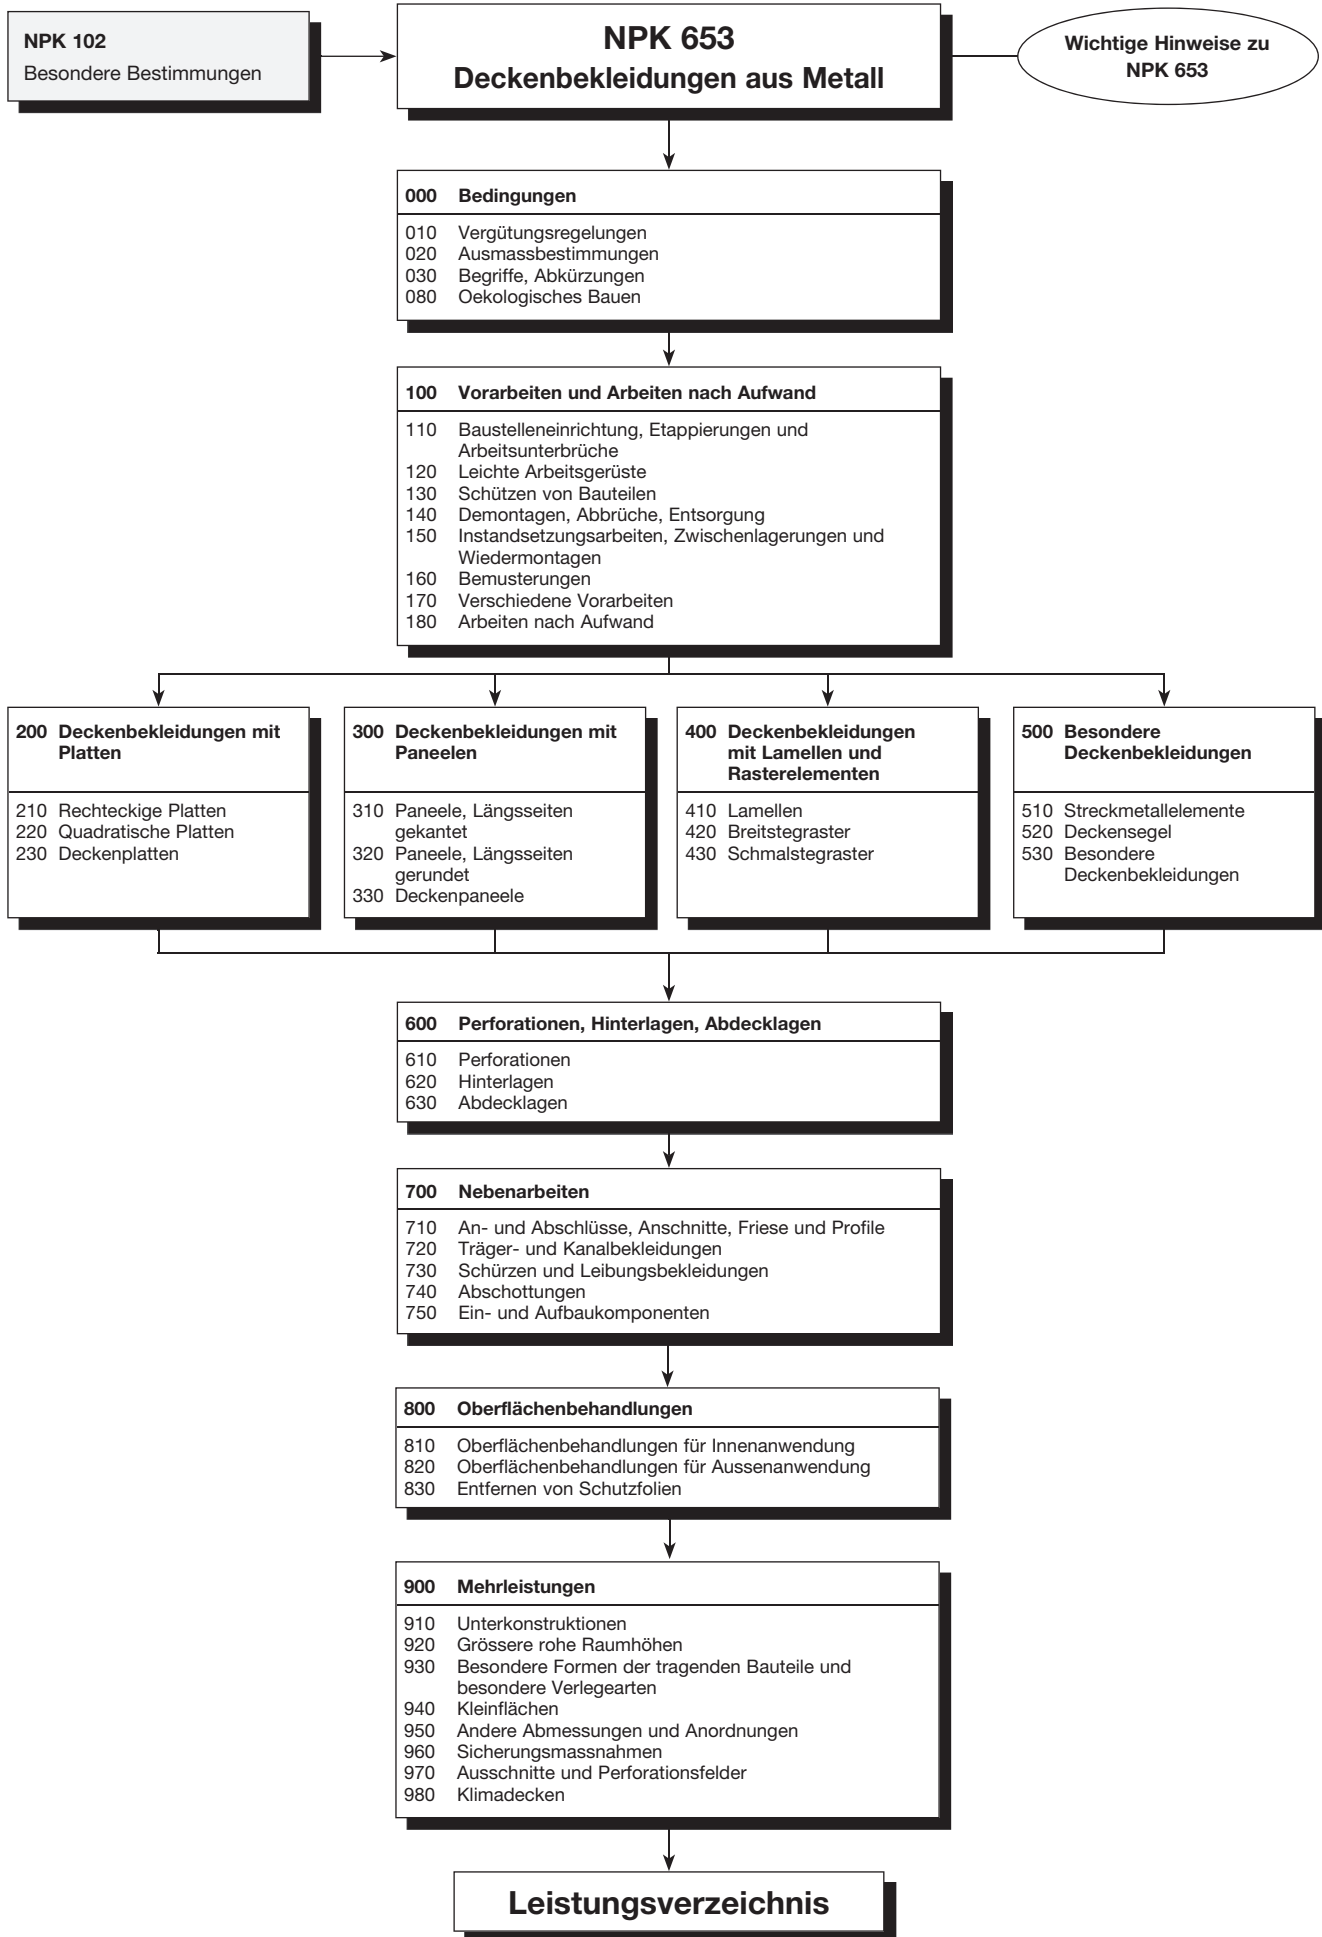 NPK 102
Besondere Bestimmungen
NPK 653
Deckenbekleidungen aus Metall
Wichtige Hinweise zu
NPK 653
000 Bedingungen
010 Vergütungsregelungen
020 Ausmassbestimmungen
030 Begriffe, Abkürzungen
080 Oekologisches Bauen
100 Vorarbeiten und Arbeiten nach Aufwand
110 Baustelleneinrichtung, Etappierungen und
Arbeitsunterbrüche
120 Leichte Arbeitsgerüste
130 Schützen von Bauteilen
140 Demontagen, Abbrüche, Entsorgung
150 Instandsetzungsarbeiten, Zwischenlagerungen und
Wiedermontagen
160 Bemusterungen
170 Verschiedene Vorarbeiten
180 Arbeiten nach Aufwand
200 Deckenbekleidungen mit
Platten
210 Rechteckige Platten
220 Quadratische Platten
230 Deckenplatten
300 Deckenbekleidungen mit
Paneelen
310 Paneele, Längsseiten
gekantet
320 Paneele, Längsseiten
gerundet
330 Deckenpaneele
400 Deckenbekleidungen
mit Lamellen und
Rasterelementen
410 Lamellen
420 Breitstegraster
430 Schmalstegraster
500 Besondere
Deckenbekleidungen
510 Streckmetallelemente
520 Deckensegel
530 Besondere
Deckenbekleidungen
600 Perforationen, Hinterlagen, Abdecklagen
610 Perforationen
620 Hinterlagen
630 Abdecklagen
700 Nebenarbeiten
710 An- und Abschlüsse, Anschnitte, Friese und Profile
720 Träger- und Kanalbekleidungen
730 Schürzen und Leibungsbekleidungen
740 Abschottungen
750 Ein- und Aufbaukomponenten
800 Oberflächenbehandlungen
810 Oberflächenbehandlungen für Innenanwendung
820 Oberflächenbehandlungen für Aussenanwendung
830 Entfernen von Schutzfolien
900 Mehrleistungen
910 Unterkonstruktionen
920 Grössere rohe Raumhöhen
930 Besondere Formen der tragenden Bauteile und
besondere Verlegearten
940 Kleinflächen
950 Andere Abmessungen und Anordnungen
960 Sicherungsmassnahmen
970 Ausschnitte und Perforationsfelder
980 Klimadecken
Leistungsverzeichnis